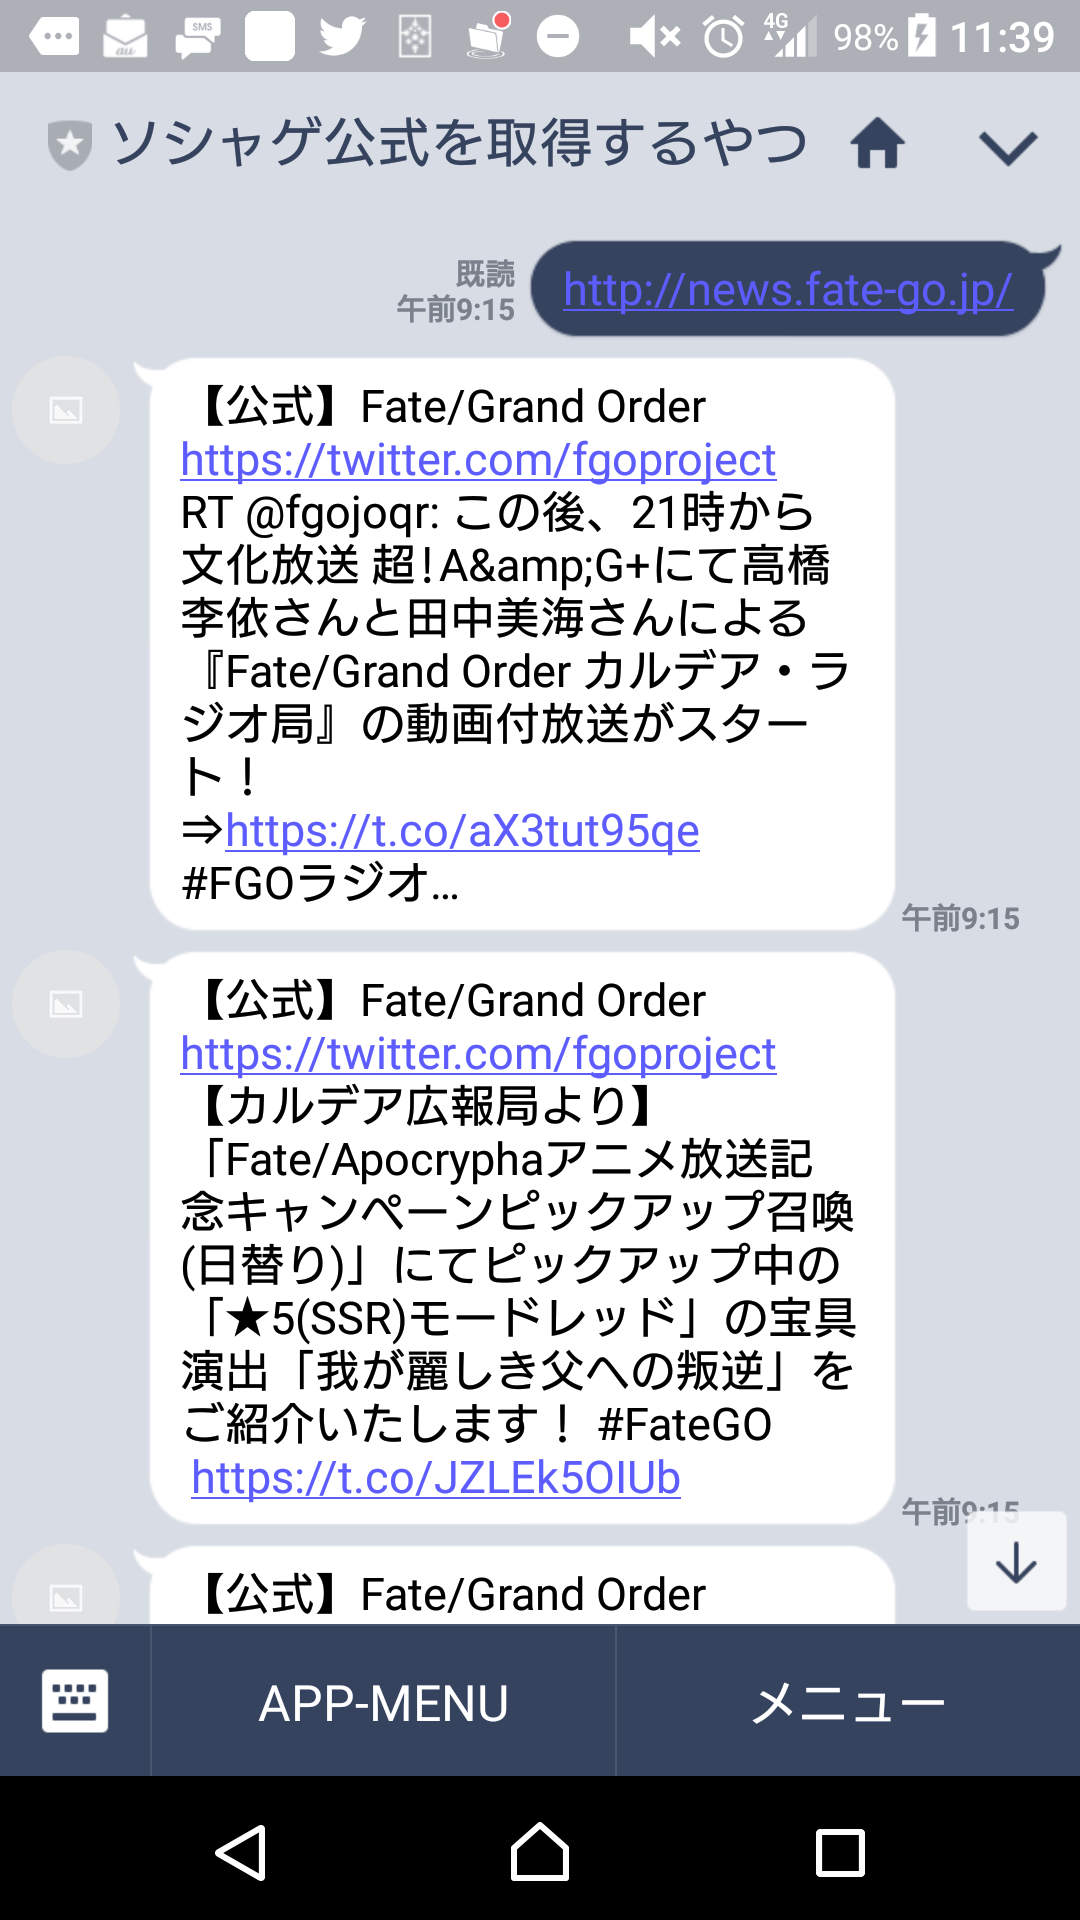 SMS
au
4G
98%
11:39
ソシャゲ公式を取得するやつ
既読
午前9:15
http://news.fate-go.jp/
【公式】Fate/Grand Order
https://twitter.com/fgoproject
RT @fgojoqr: この後、21時から
文化放送 超！A&amp;G+にて高橋
李依さんと田中美海さんによる
『Fate/Grand Order カルデア・ラ
ジオ局』の動画付放送がスター
ト！
⇒https://t.co/aX3tut95qe
#FGOラジオ…
午前9:15
【公式】Fate/Grand Order
https://twitter.com/fgoproject
【カルデア広報局より】
「Fate/Apocryphaアニメ放送記
念キャンペーンピックアップ召喚
(日替り)」にてピックアップ中の
「★5(SSR)モードレッド」の宝具
演出「我が麗しき父への叛逆」を
ご紹介いたします！ #FateGO
https://t.co/JZLEk5OIUb
午前9:15
【公式】Fate/Grand Order
APP-MENU
メニュー